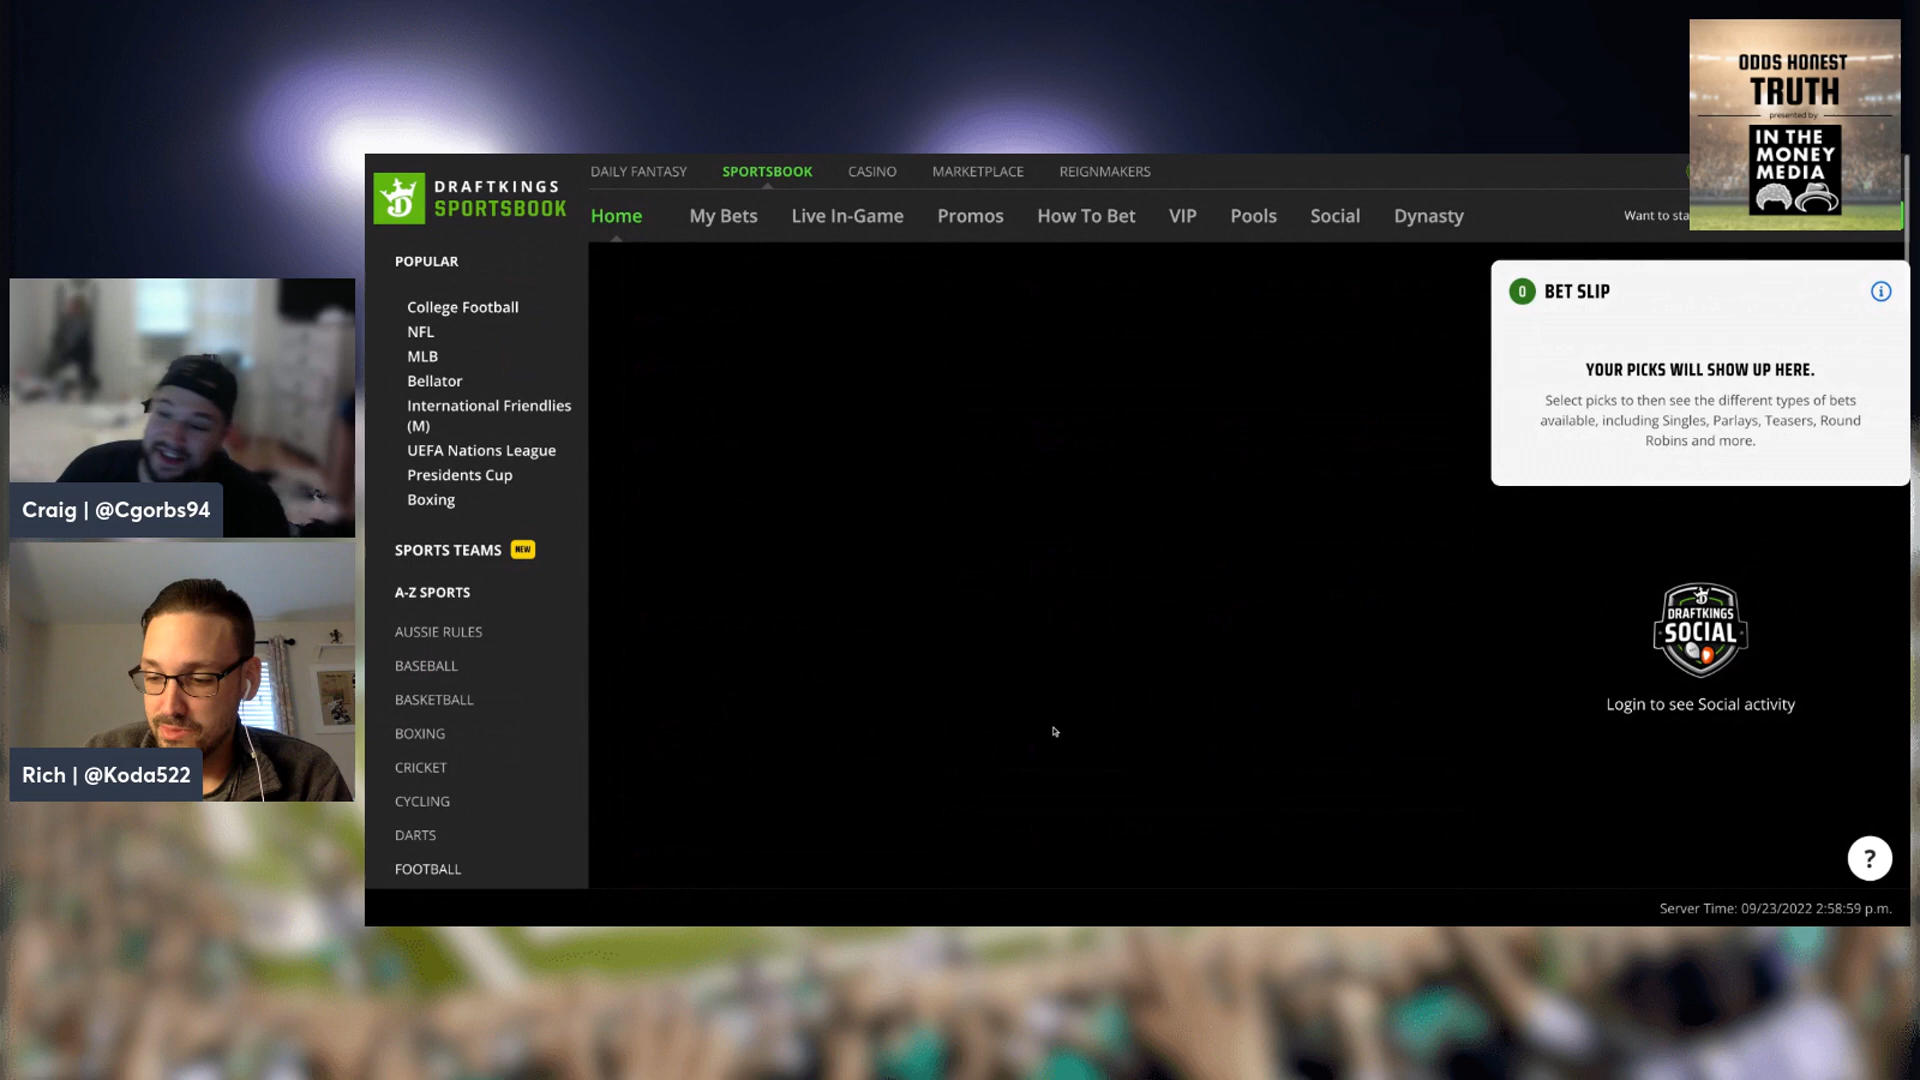 ODDS HONEST
TRUTH
presented by
IN THE
MONEY
MEDIA
DRAFTKINGS
SPORTSBOOK
DAILY FANTASY
SPORTSBOOK
CASINO
MARKETPLACE
REIGNMAKERS
Home
My Bets
Live In-Game
Promos
How To Bet
VIP
Pools
Social
Dynasty
Want to sta
POPULAR
College Football
NFL
MLB
Bellator
International Friendlies
(M)
UEFA Nations League
Presidents Cup
Boxing
SPORTS TEAMS NEW
A-Z SPORTS
AUSSIE RULES
BASEBALL
BASKETBALL
BOXING
CRICKET
CYCLING
DARTS
FOOTBALL
0 BET SLIP
YOUR PICKS WILL SHOW UP HERE.
Select picks to then see the different types of bets
available, including Singles, Parlays, Teasers, Round
Robins and more.
DRAFTKINGS
SOCIAL
Login to see Social activity
?
Server Time: 09/23/2022 2:58:59 p.m.
Craig | @Cgorbs94
Rich | @Koda522